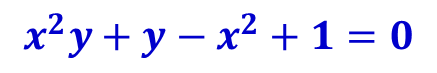 x²y + y − x² + 1 = 0